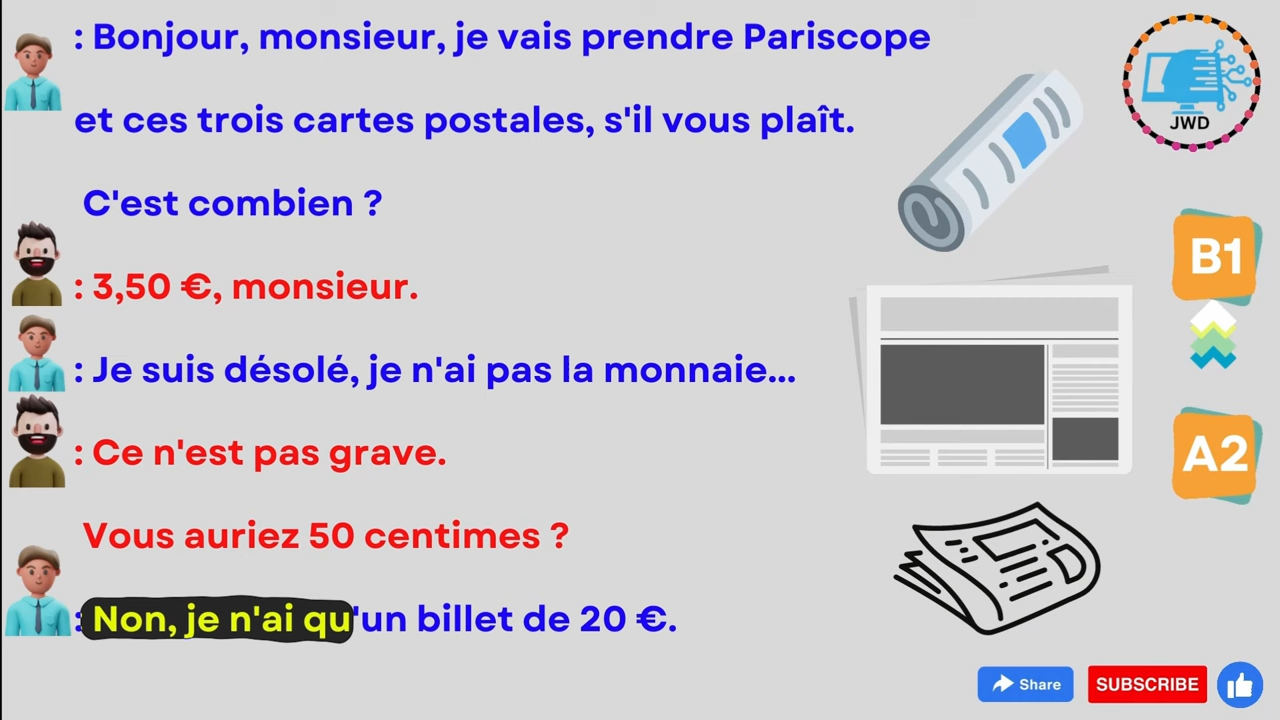 : Bonjour, monsieur, je vais prendre Pariscope
et ces trois cartes postales, s'il vous plaît.
C'est combien ?
: 3,50 €, monsieur.
: Je suis désolé, je n'ai pas la monnaie...
: Ce n'est pas grave.
Vous auriez 50 centimes ?
: Non, je n'ai qu'un billet de 20 €.
JWD
B1
A2
Share
SUBSCRIBE